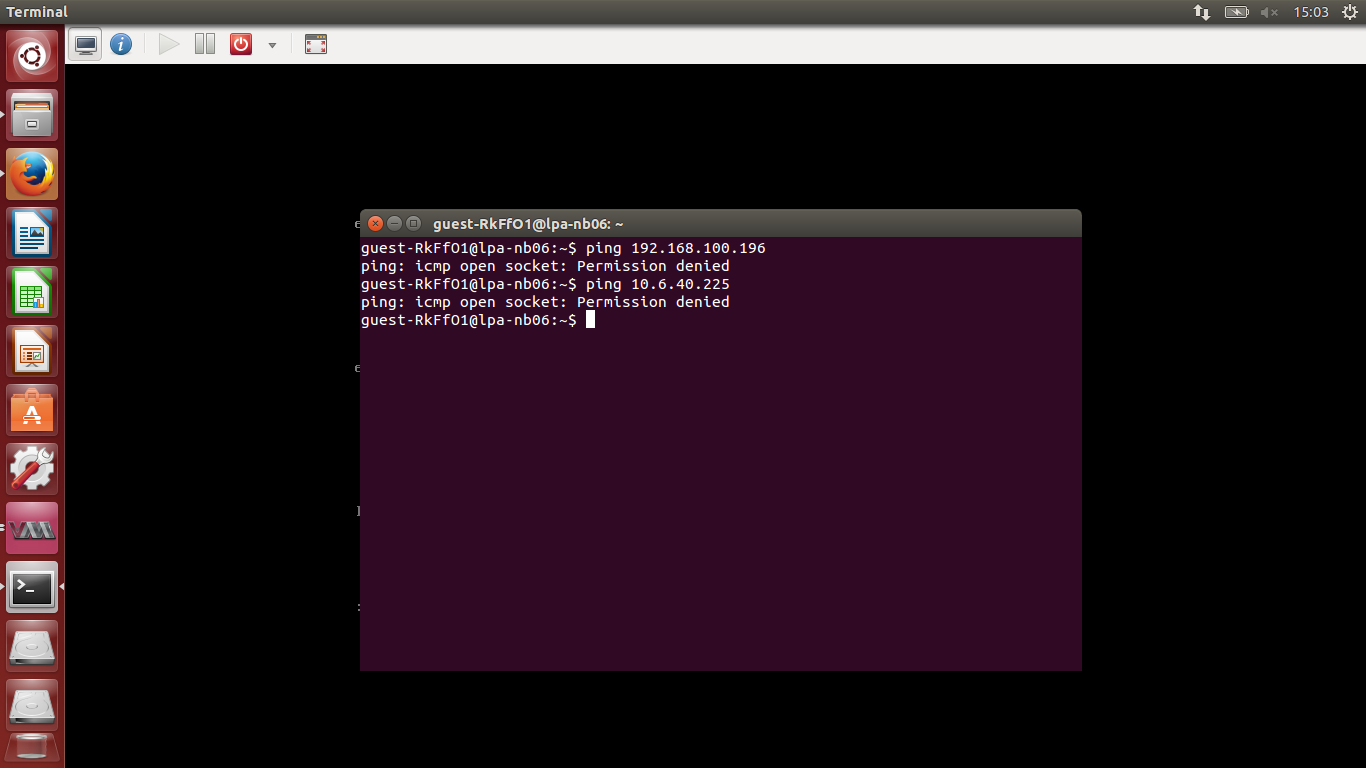 Terminal
15:03
guest-RkFfO1@lpa-nb06: ~
guest-RkFfO1@lpa-nb06:~$ ping 192.168.100.196
ping: icmp open socket: Permission denied
guest-RkFfO1@lpa-nb06:~$ ping 10.6.40.225
ping: icmp open socket: Permission denied
guest-RkFfO1@lpa-nb06:~$